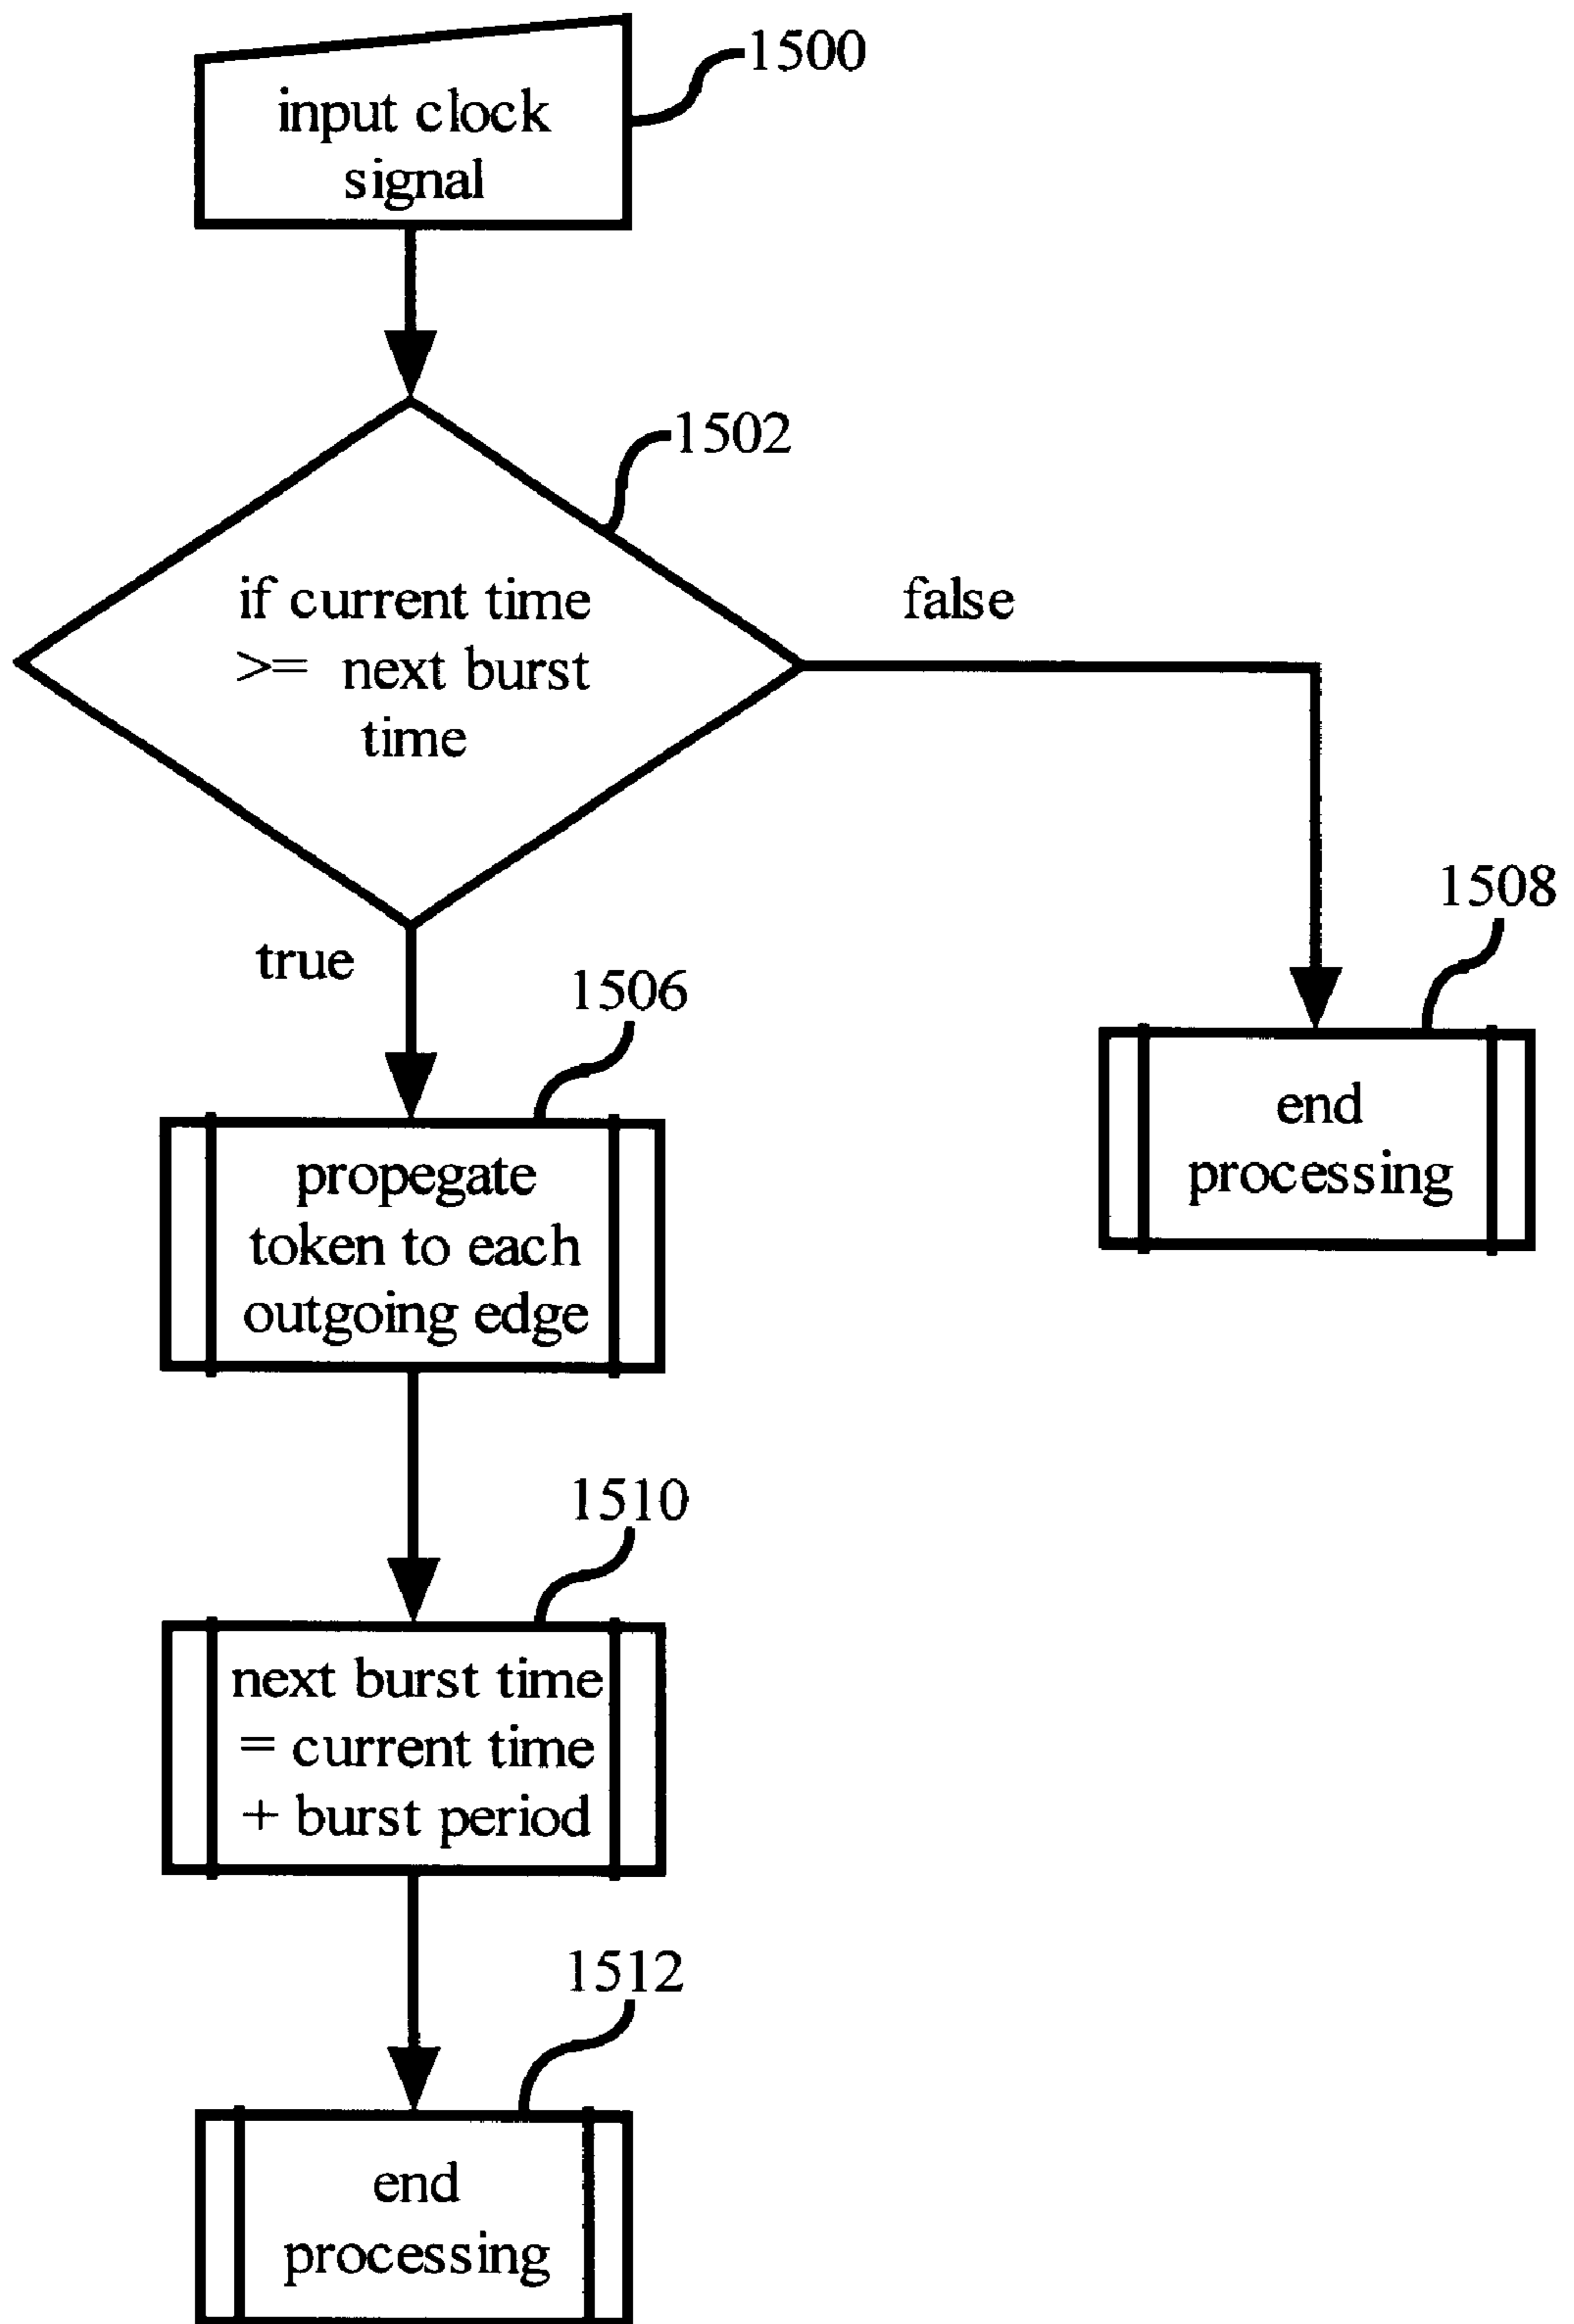 1500
input clock
signal
1502
if current time
>= next burst
time
false
true
1508
end
processing
1506
propegate
token to each
outgoing edge
1510
next burst time
= current time
+ burst period
1512
end
processing